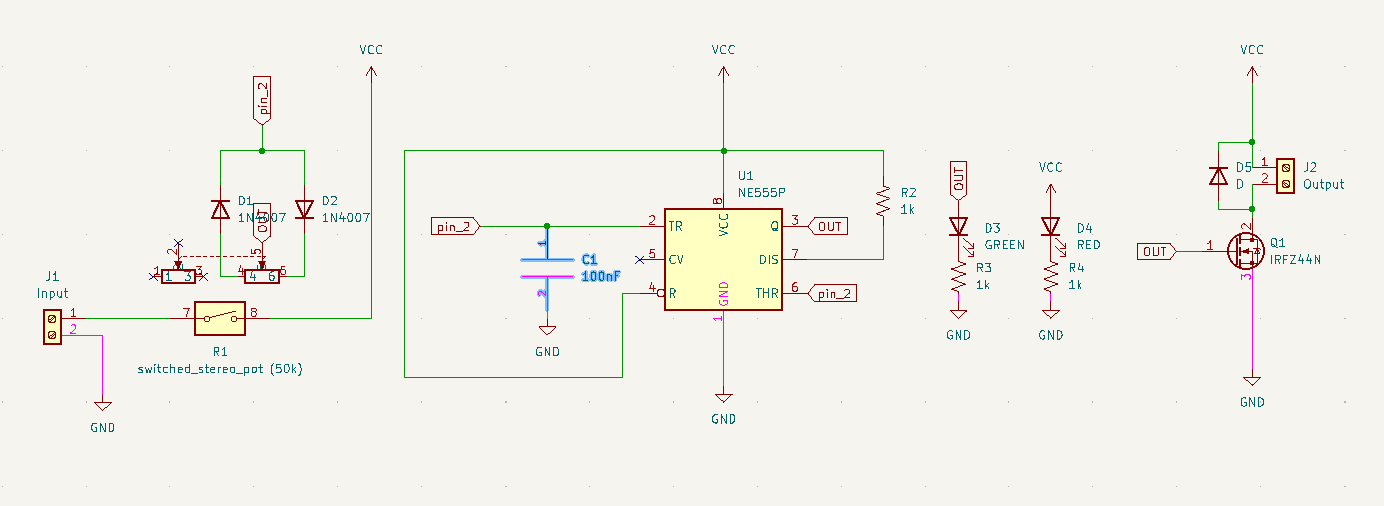 VCC
VCC
VCC
pin_2
D1
1N4007
OUT
D2
1N4007
2
5
1
1
3
3
4
4
6
6
J1
Input
1
2
7
8
R1
switched_stereo_pot (50k)
GND
U1
NE555P
8
VCC
pin_2
2
TR
Q
3
OUT
5
CV
DIS
7
4
R
THR
6
pin_2
GND
1
GND
1
C1
100nF
2
GND
R2
1k
OUT
D3
GREEN
R3
1k
GND
VCC
D4
RED
R4
1k
GND
D5
D
1
2
J2
Output
OUT
1
2
Q1
IRFZ44N
3
GND